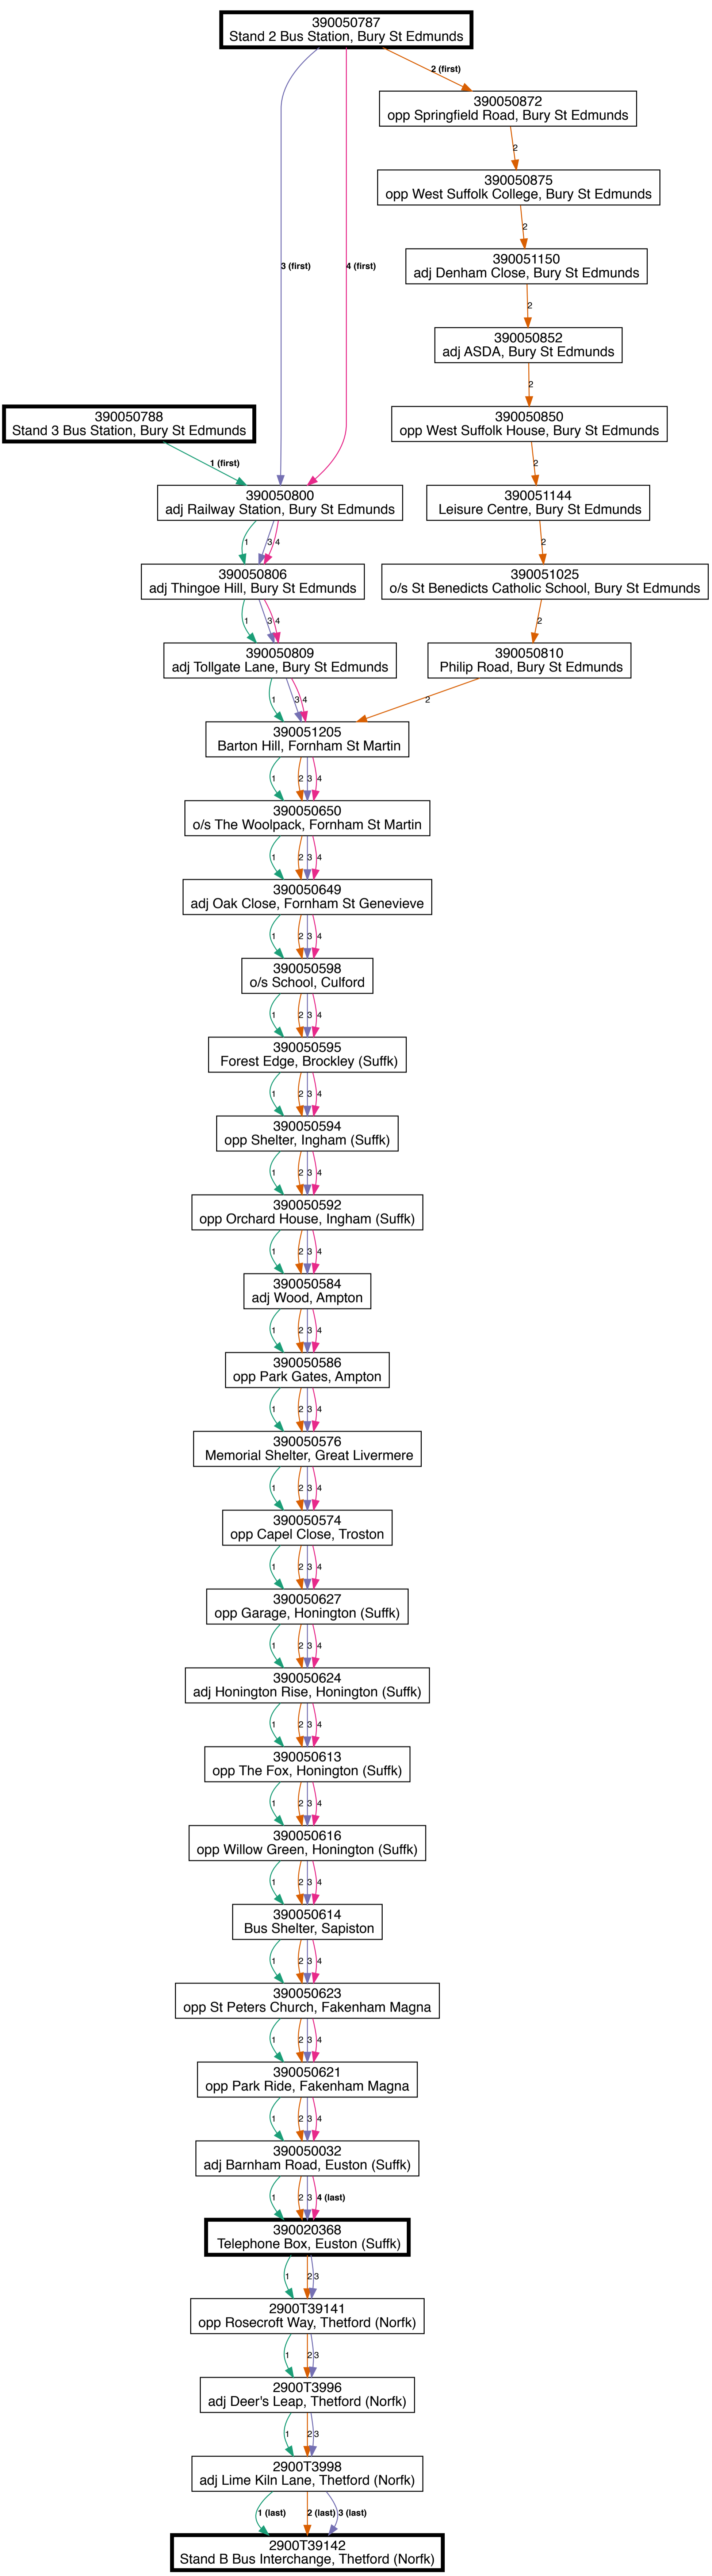 390050787
Stand 2 Bus Station, Bury St Edmunds
2 (first)
390050872
opp Springfield Road, Bury St Edmunds
2
390050875
opp West Suffolk College, Bury St Edmunds
2
3 (first)
4 (first)
390051150
adj Denham Close, Bury St Edmunds
2
390050852
adj ASDA, Bury St Edmunds
2
390050788
Stand 3 Bus Station, Bury St Edmunds
390050850
opp West Suffolk House, Bury St Edmunds
1 (first)
2
390050800
adj Railway Station, Bury St Edmunds
390051144
Leisure Centre, Bury St Edmunds
1 3 4
2
390050806
adj Thingoe Hill, Bury St Edmunds
390051025
o/s St Benedicts Catholic School, Bury St Edmunds
1 3 4
2
390050809
adj Tollgate Lane, Bury St Edmunds
390050810
Philip Road, Bury St Edmunds
1 3 4
2
390051205
Barton Hill, Fornham St Martin
1 2 3 4
390050650
o/s The Woolpack, Fornham St Martin
1 2 3 4
390050649
adj Oak Close, Fornham St Genevieve
1 2 3 4
390050598
o/s School, Culford
1 2 3 4
390050595
Forest Edge, Brockley (Suffk)
1 2 3 4
390050594
opp Shelter, Ingham (Suffk)
1 2 3 4
390050592
opp Orchard House, Ingham (Suffk)
1 2 3 4
390050584
adj Wood, Ampton
1 2 3 4
390050586
opp Park Gates, Ampton
1 2 3 4
390050576
Memorial Shelter, Great Livermere
1 2 3 4
390050574
opp Capel Close, Troston
1 2 3 4
390050627
opp Garage, Honington (Suffk)
1 2 3 4
390050624
adj Honington Rise, Honington (Suffk)
1 2 3 4
390050613
opp The Fox, Honington (Suffk)
1 2 3 4
390050616
opp Willow Green, Honington (Suffk)
1 2 3 4
390050614
Bus Shelter, Sapiston
1 2 3 4
390050623
opp St Peters Church, Fakenham Magna
1 2 3 4
390050621
opp Park Ride, Fakenham Magna
1 2 3 4
390050032
adj Barnham Road, Euston (Suffk)
1 2 3 4 (last)
390020368
Telephone Box, Euston (Suffk)
1 2 3
2900T39141
opp Rosecroft Way, Thetford (Norfk)
1 2 3
2900T3996
adj Deer's Leap, Thetford (Norfk)
1 2 3
2900T3998
adj Lime Kiln Lane, Thetford (Norfk)
1 (last) 2 (last) 3 (last)
2900T39142
Stand B Bus Interchange, Thetford (Norfk)